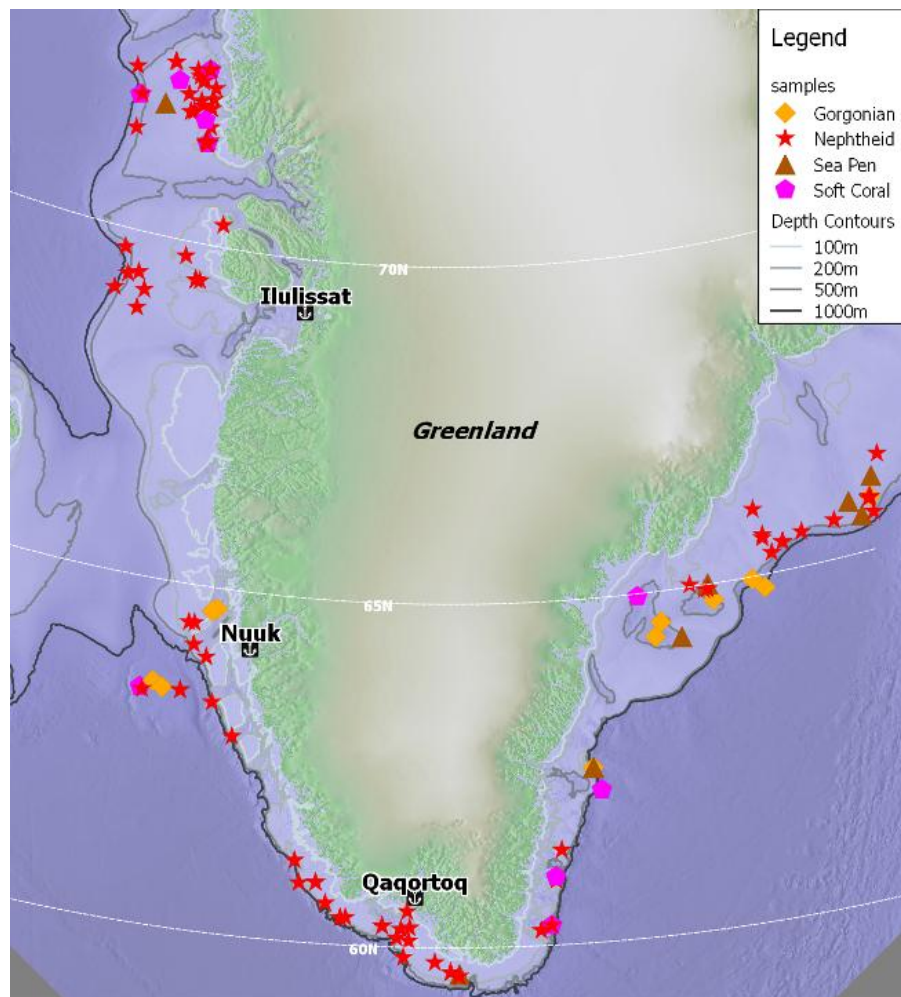 Legend
samples
Gorgonian
Nephtheid
Sea Pen
Soft Coral
Depth Contours
100m
200m
500m
1000m
70N
Ilulissat
Greenland
65N
Nuuk
Qaqortoq
60N